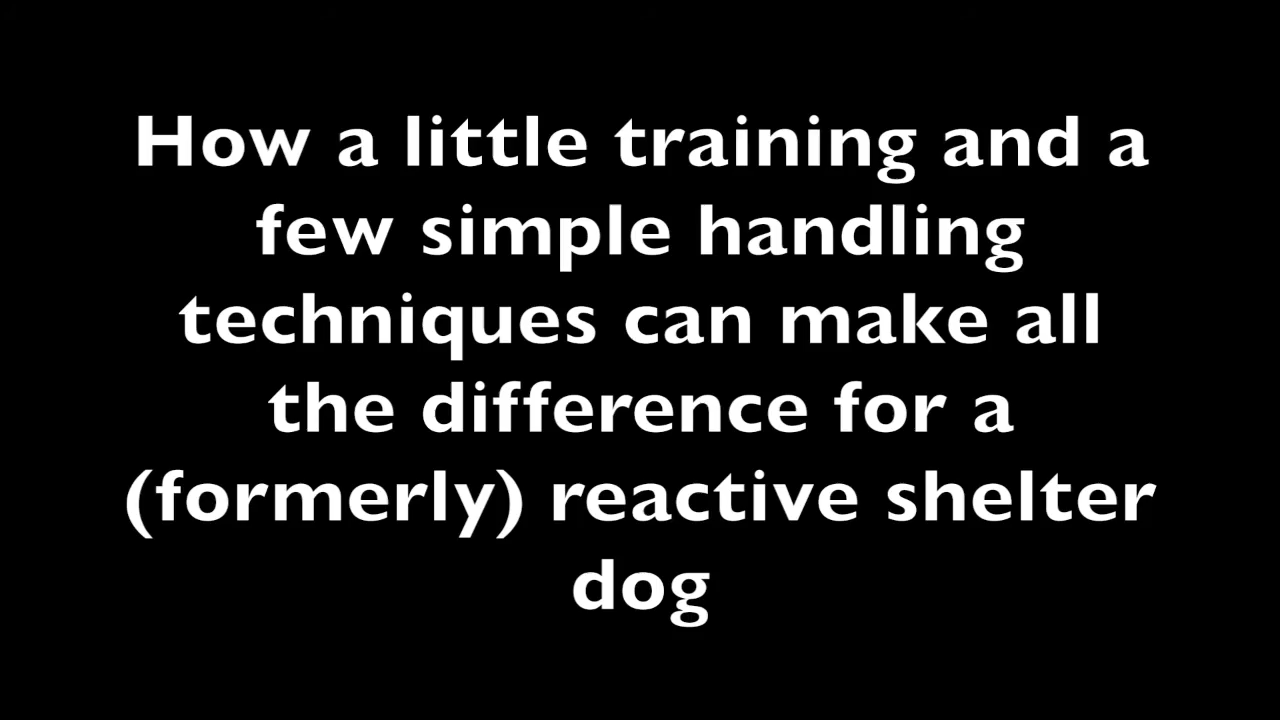 How a little training and a
few simple handling
techniques can make all
the difference for a
(formerly) reactive shelter
dog